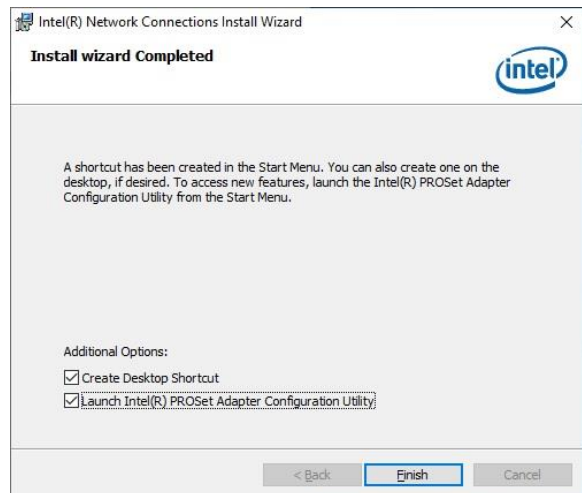 Intel(R) Network Connections Install Wizard
Install wizard Completed
intel
A shortcut has been created in the Start Menu. You can also create one on the
desktop, if desired. To access new features, launch the Intel(R) PROSet Adapter
Configuration Utility from the Start Menu.
Additional Options:
Create Desktop Shortcut
Launch Intel(R) PROSet Adapter Configuration Utility
< Back
Finish
Cancel